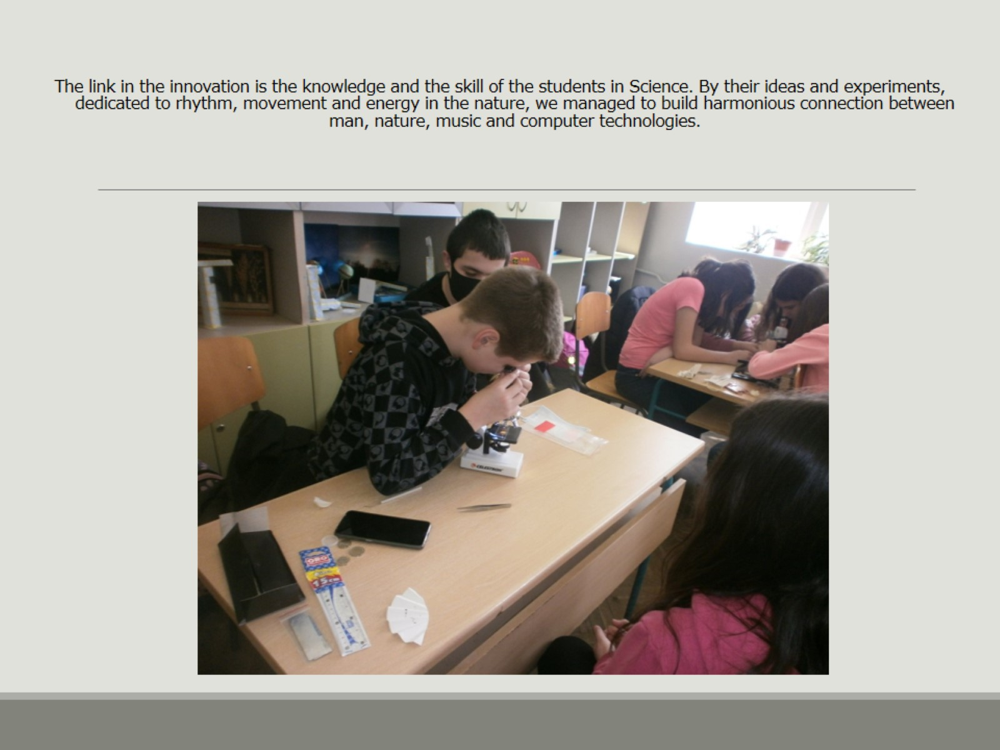 The link in the innovation is the knowledge and the skill of the students in Science. By their ideas and experiments,
dedicated to rhythm, movement and energy in the nature, we managed to build harmonious connection between
man, nature, music and computer technologies.
CELESTRON
15cm